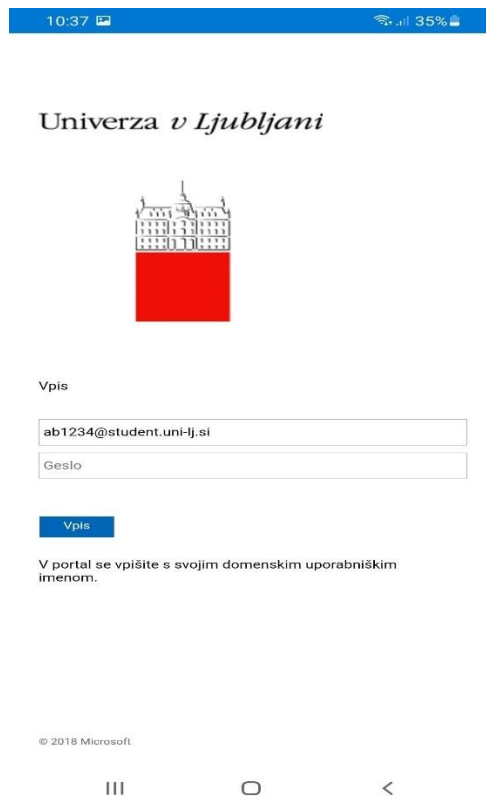 10:37 35%
Univerza v Ljubljani
Vpis
ab1234@student.uni-lj.si
Geslo
Vpis
V portal se vpišite s svojim domenskim uporabniškim
imenom.
© 2018 Microsoft